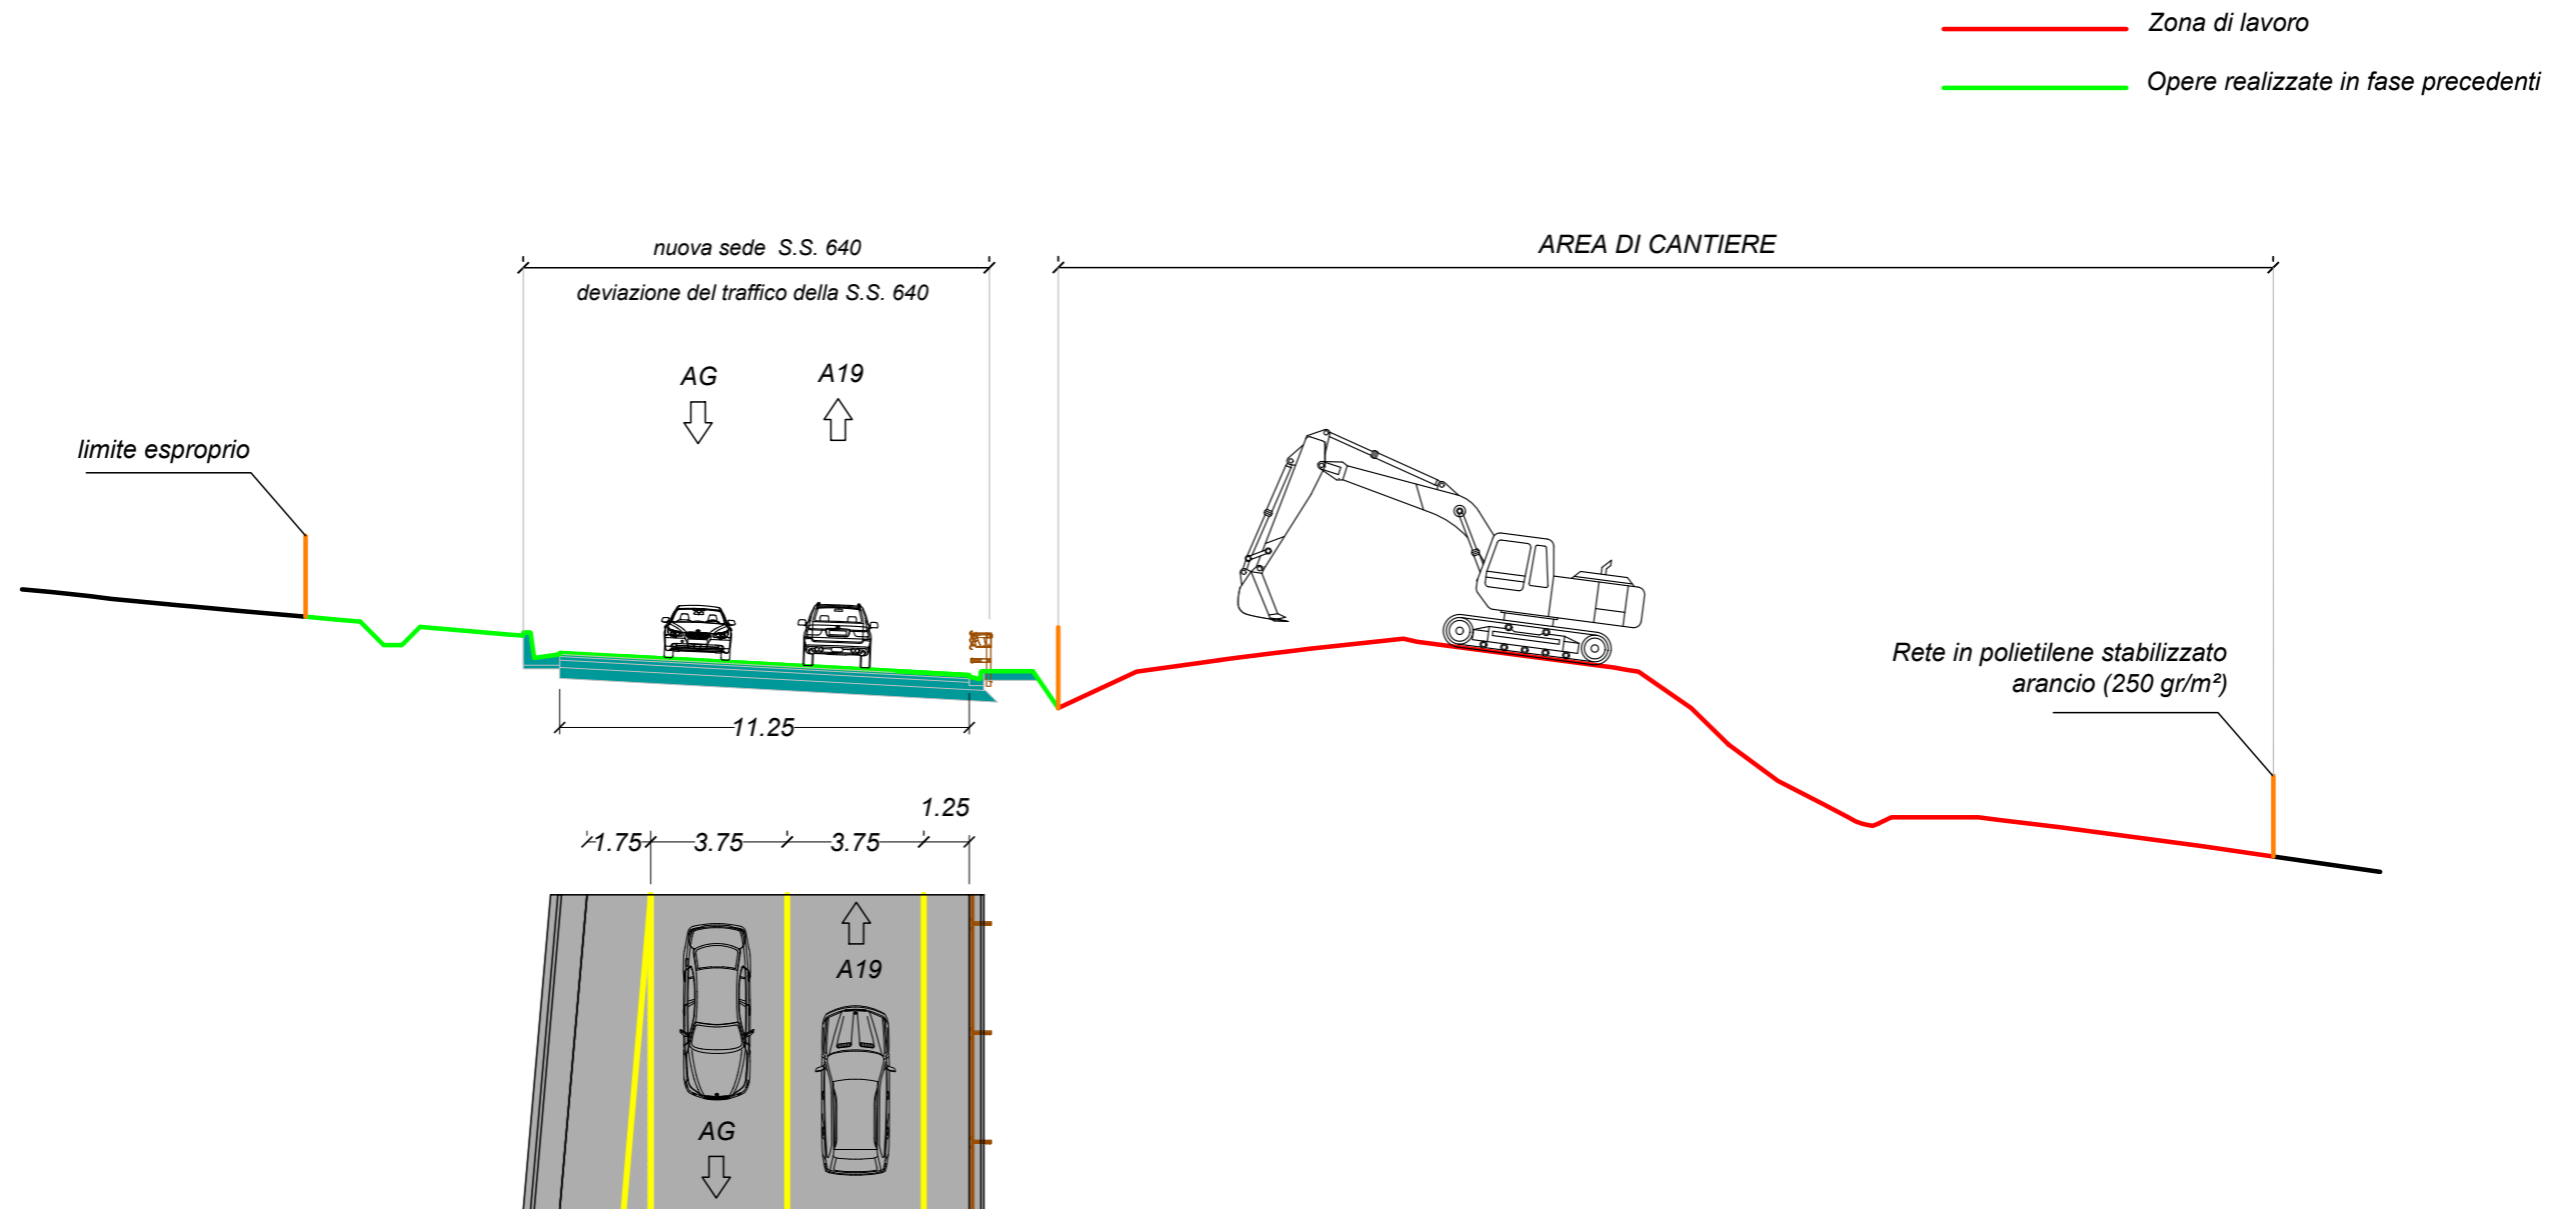 Zona di lavoro
Opere realizzate in fase precedenti
nuova sede S.S. 640
AREA DI CANTIERE
deviazione del traffico della S.S. 640
AG
A19
limite esproprio
Rete in polietilene stabilizzato
arancio (250 gr/m²)
11.25
1.25
1.75
3.75
3.75
A19
AG